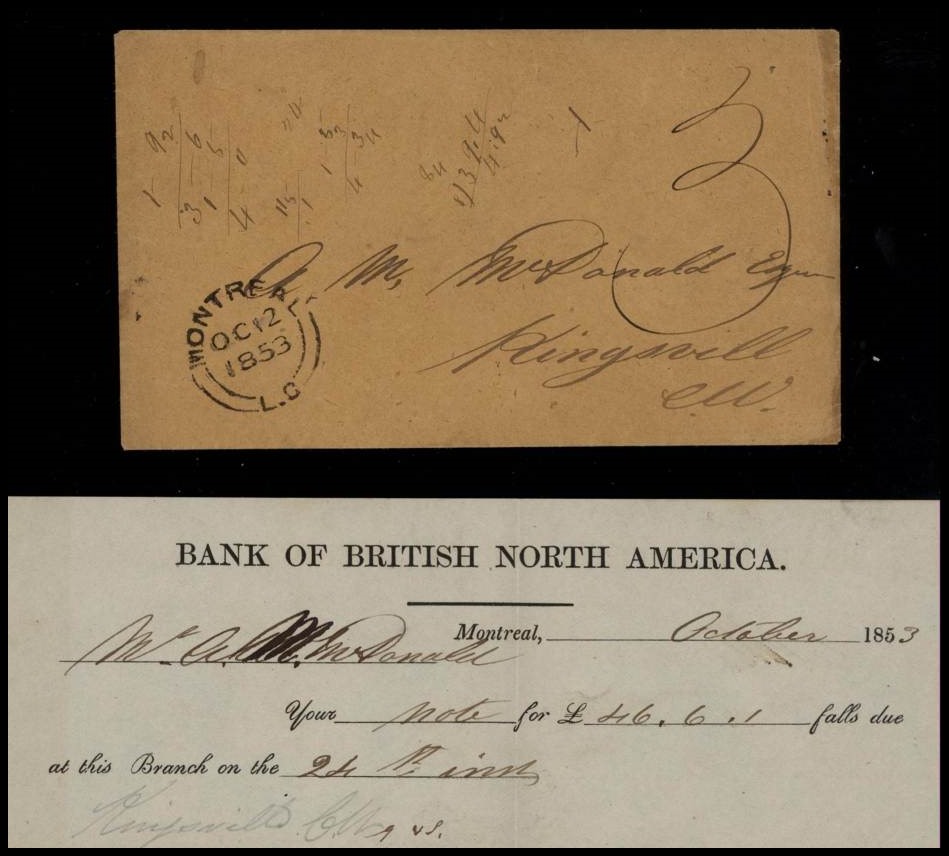 3
A. M. McDonald Esqr
Kingsvill
C.W.
MONTREAL
OC 12
1853
L.C
BANK OF BRITISH NORTH AMERICA.
Montreal, October 1853
Mr A. M. McDonald
Your note for £ 46.6.1 falls due
at this Branch on the 24th inst
Kingsville C.W.